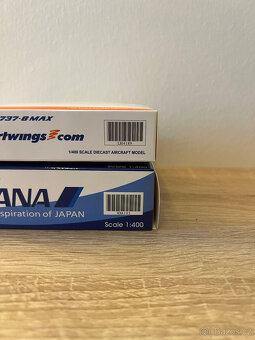 737-8 MAX
rtwings.com
1/400 SCALE DIECAST AIRCRAFT MODEL
ANA
spiration of JAPAN
Scale 1:400